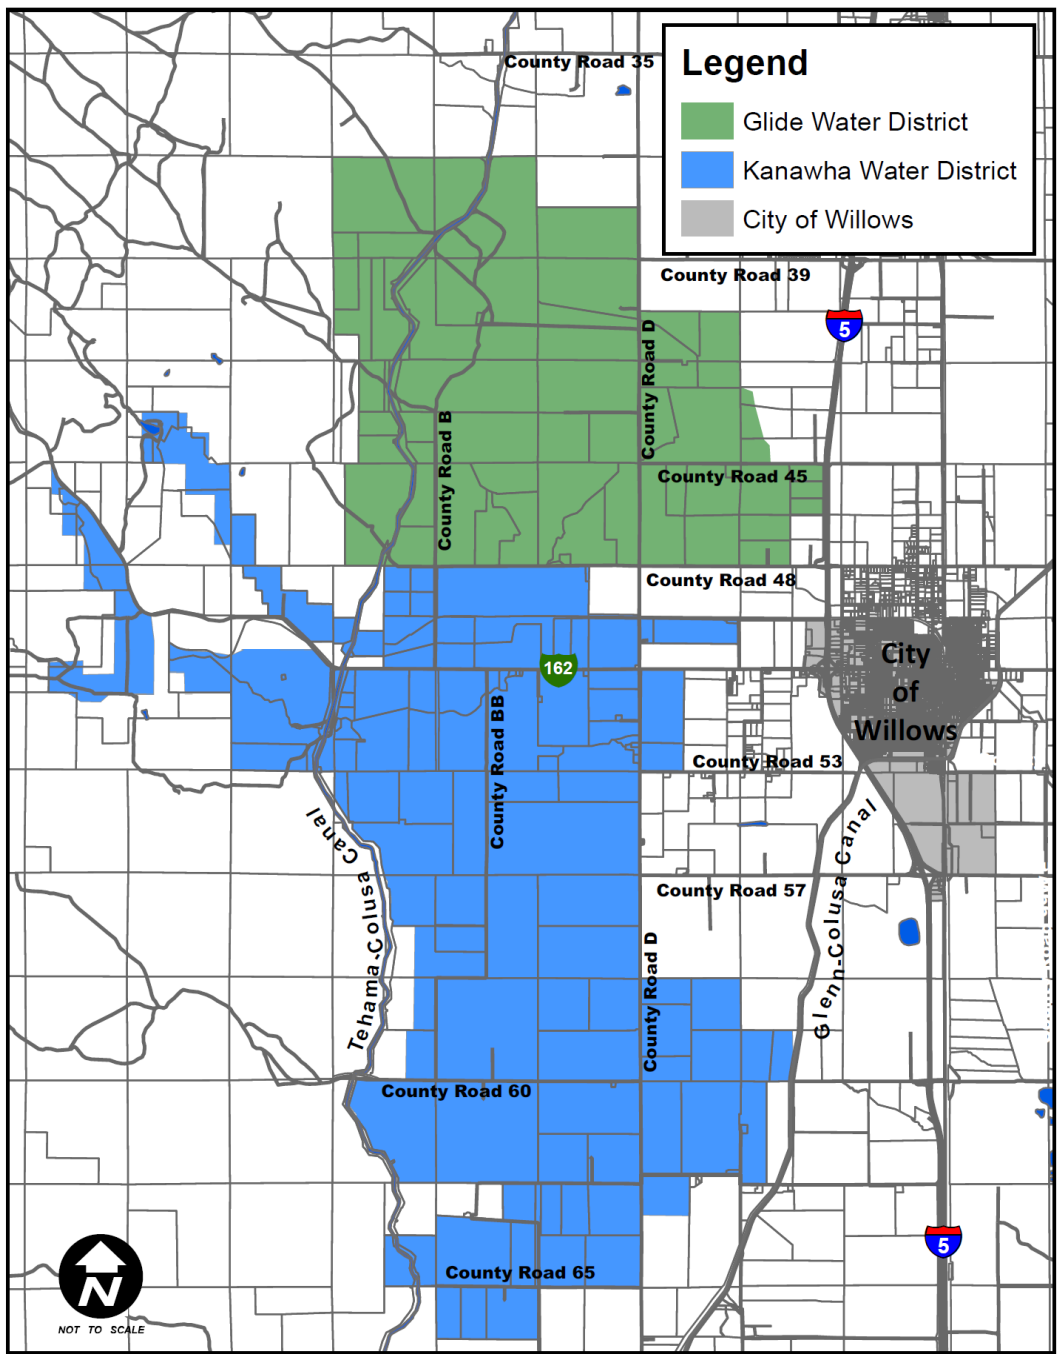 County Road 35
Legend
Glide Water District
Kanawha Water District
City of Willows
County Road 39
5
County Road D
County Road B
County Road 45
County Road 48
162
City
of
Willows
County Road BB
County Road 53
Tehama-Colusa Canal
Glenn-Colusa Canal
County Road 57
County Road D
County Road 60
5
County Road 65
N
NOT TO SCALE